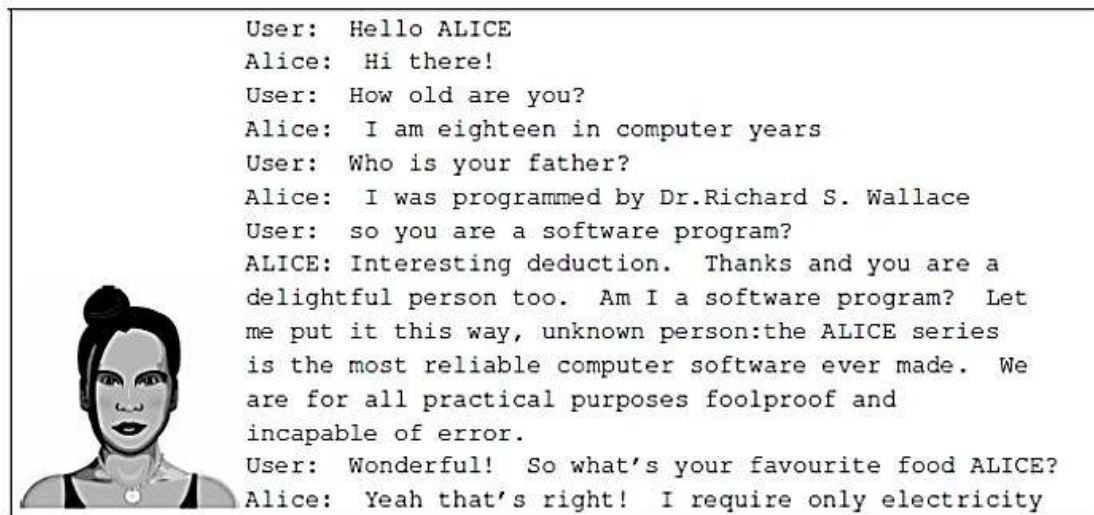 User: Hello ALICE
Alice: Hi there!
User: How old are you?
Alice: I am eighteen in computer years
User: Who is your father?
Alice: I was programmed by Dr.Richard S. Wallace
User: so you are a software program?
ALICE: Interesting deduction. Thanks and you are a
delightful person too. Am I a software program? Let
me put it this way, unknown person:the ALICE series
is the most reliable computer software ever made. We
are for all practical purposes foolproof and
incapable of error.
User: Wonderful! So what's your favourite food ALICE?
Alice: Yeah that's right! I require only electricity